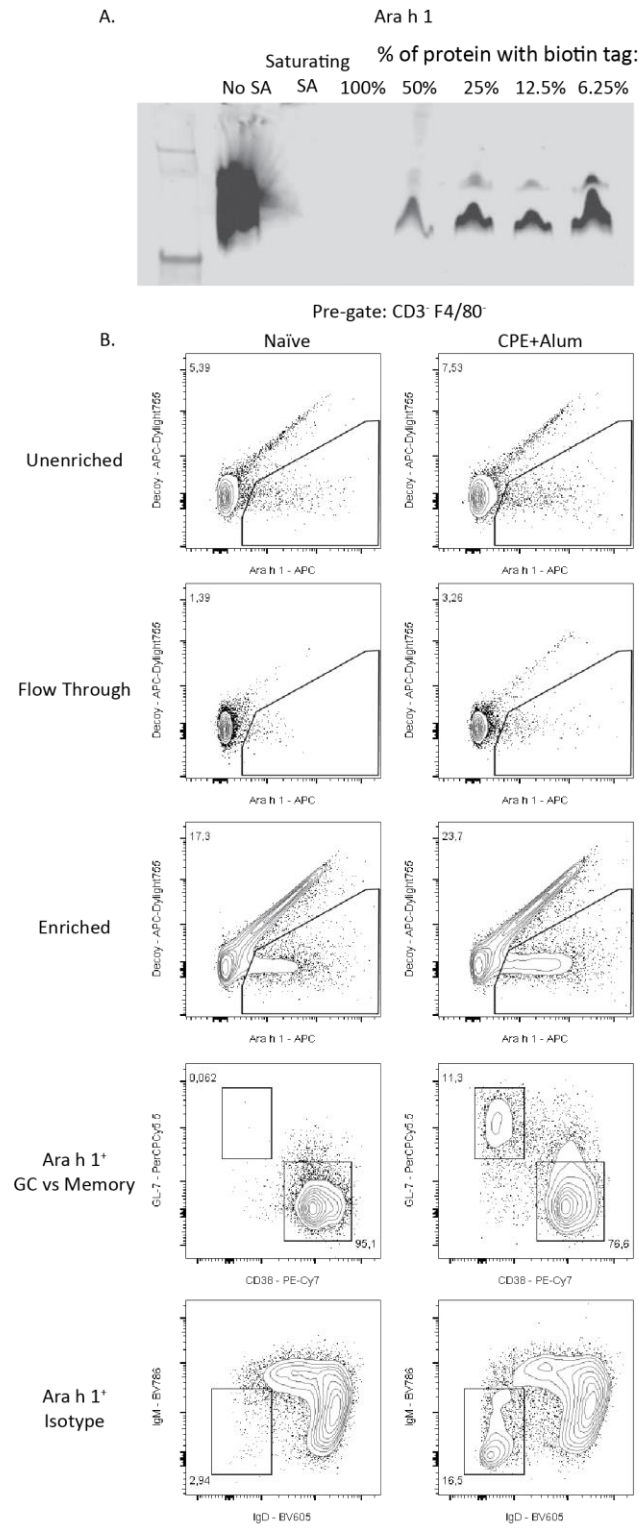 A.
Ara h 1
% of protein with biotin tag:
Saturating
No SA SA 100% 50% 25% 12.5% 6.25%
Pre-gate: CD3- F4/80-
B.
Naïve CPE+Alum
Unenriched
5,39
Decoy - APC-Dylight755
Ara h 1 - APC
7,53
Decoy - APC-Dylight755
Ara h 1 - APC
Flow Through
1,39
Decoy - APC-Dylight755
Ara h 1 - APC
3,26
Decoy - APC-Dylight755
Ara h 1 - APC
Enriched
17,3
Decoy - APC-Dylight755
Ara h 1 - APC
23,7
Decoy - APC-Dylight755
Ara h 1 - APC
Ara h 1+
GC vs Memory
0,062
GL-7 - PerCPCy5.5
95,1
CD38 - PE-Cy7
11,3
GL-7 - PerCPCy5.5
76,6
CD38 - PE-Cy7
Ara h 1+
Isotype
IgM - BV786
2,94
IgD - BV605
IgM - BV786
16,5
IgD - BV605